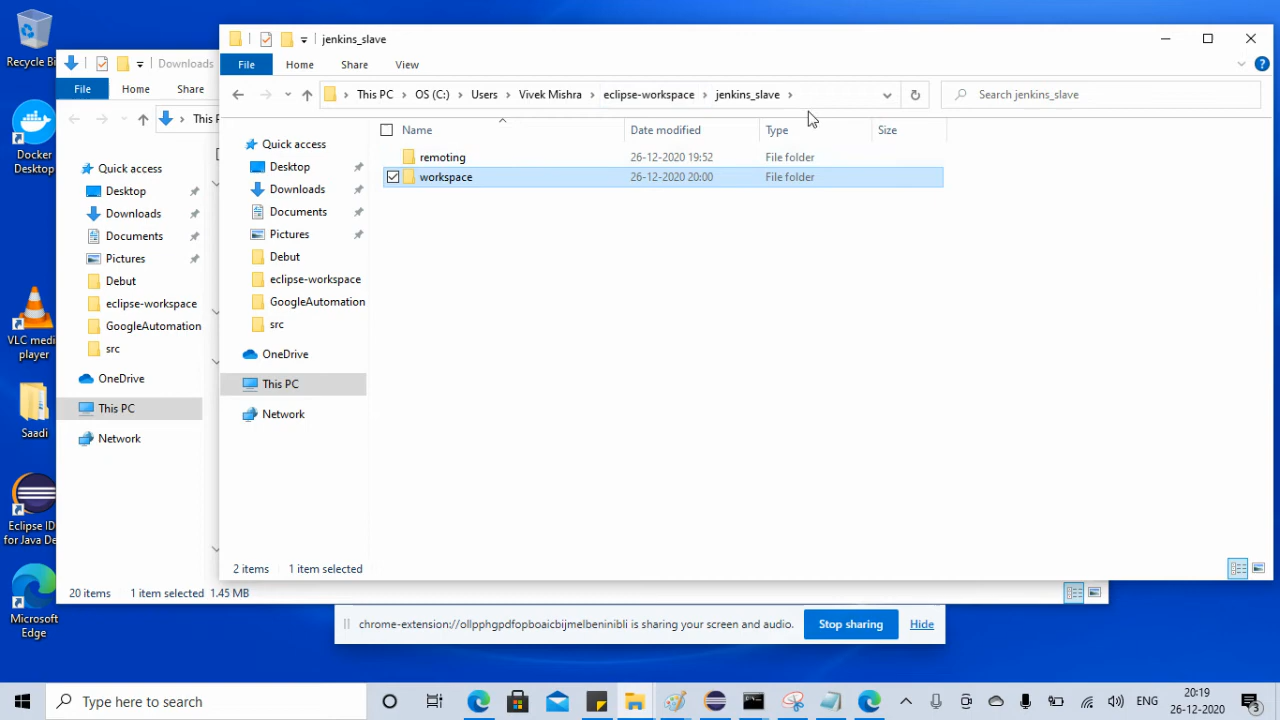 Recycle Bi
Docker
Desktop
VLC medi
player
Saadi
Eclipse ID
for Java De
Microsoft
Edge
Downloads
File
Home
Share
This P
Quick access
Desktop
Downloads
Documents
Pictures
Debut
eclipse-workspace
GoogleAutomation
src
OneDrive
This PC
Network
20 items
1 item selected 1.45 MB
jenkins_slave
File
Home
Share
View
This PC > OS (C:) > Users > Vivek Mishra > eclipse-workspace > jenkins_slave >
Search jenkins_slave
Name
Date modified
Type
Size
remoting 26-12-2020 19:52 File folder
workspace 26-12-2020 20:00 File folder
Quick access
Desktop
Downloads
Documents
Pictures
Debut
eclipse-workspace
GoogleAutomation
src
OneDrive
This PC
Network
2 items
1 item selected
chrome-extension://ollpphgpdfopboaicbijmelbeninibli is sharing your screen and audio.
Stop sharing
Hide
Type here to search
ENG
20:19
26-12-2020
3